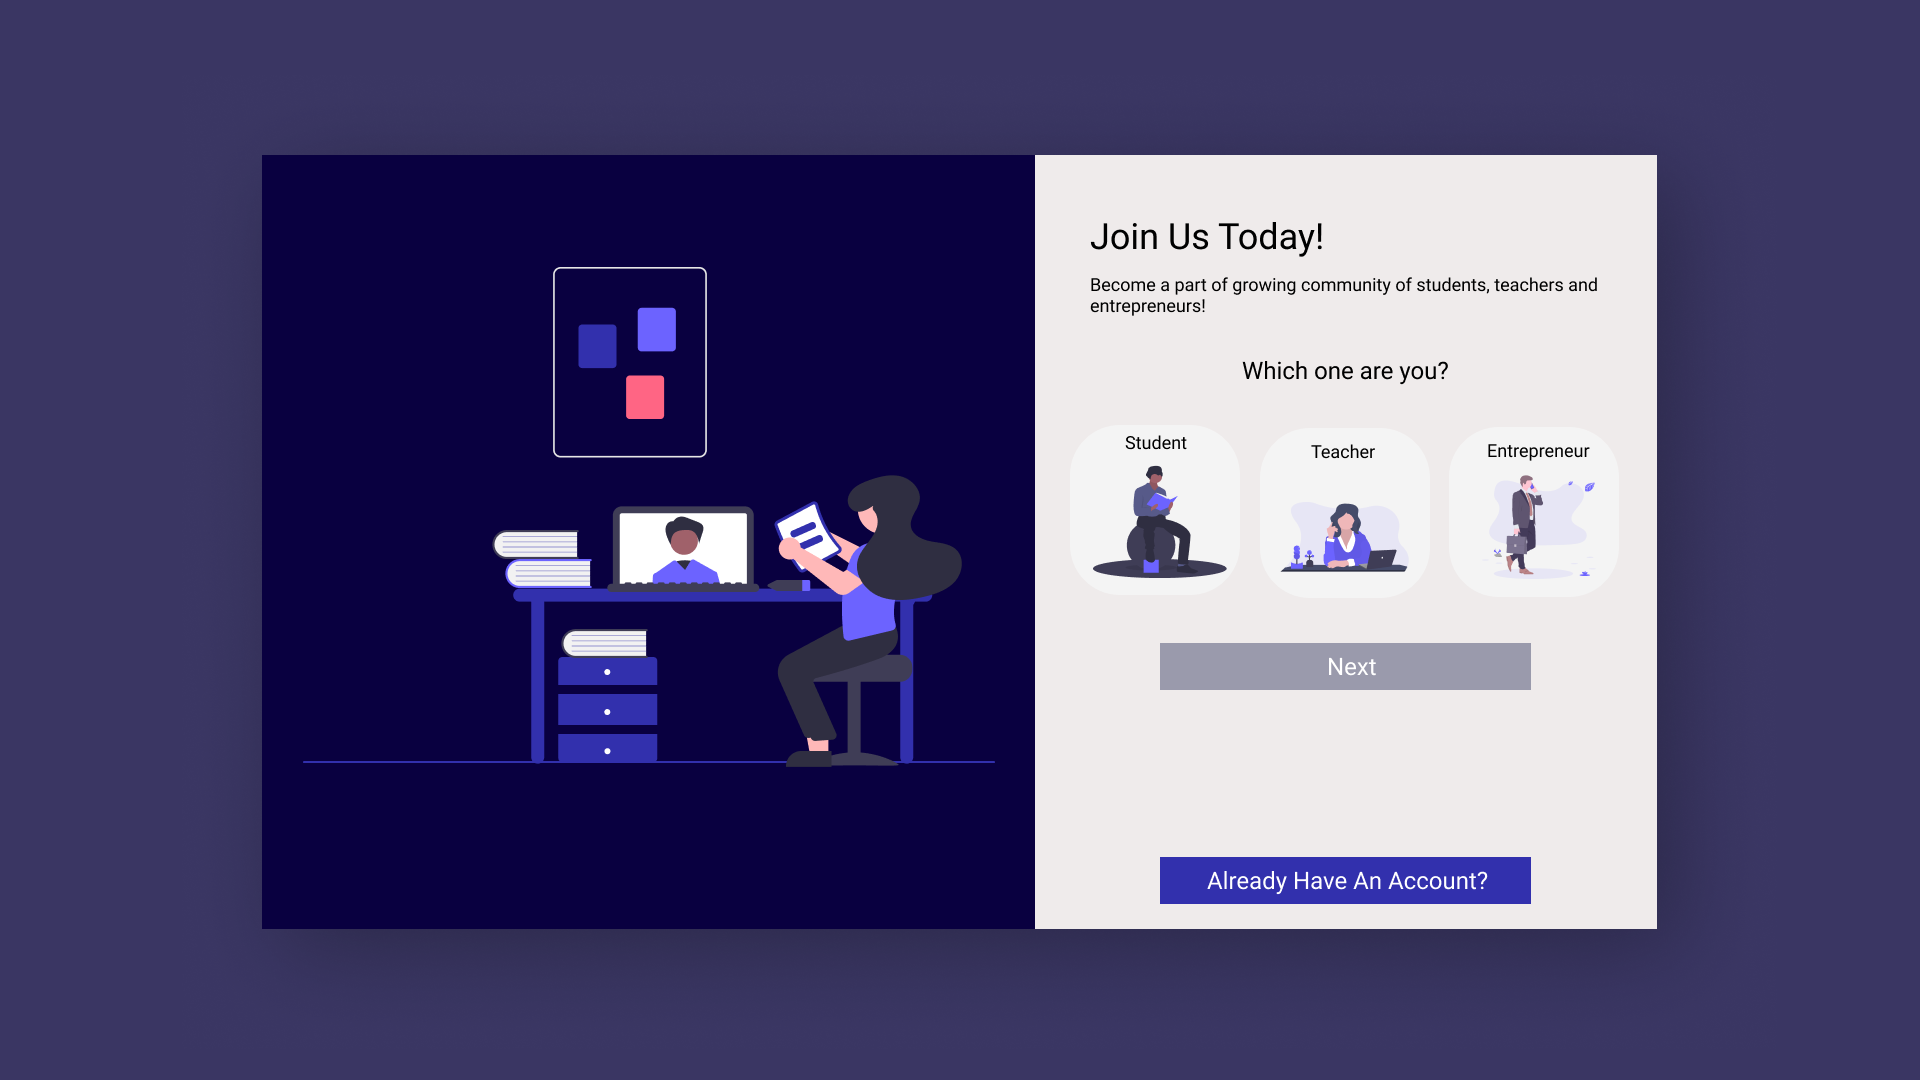 Join Us Today!
Become a part of growing community of students, teachers and
entrepreneurs!
Which one are you?
Student
Teacher
Entrepreneur
Next
Already Have An Account?